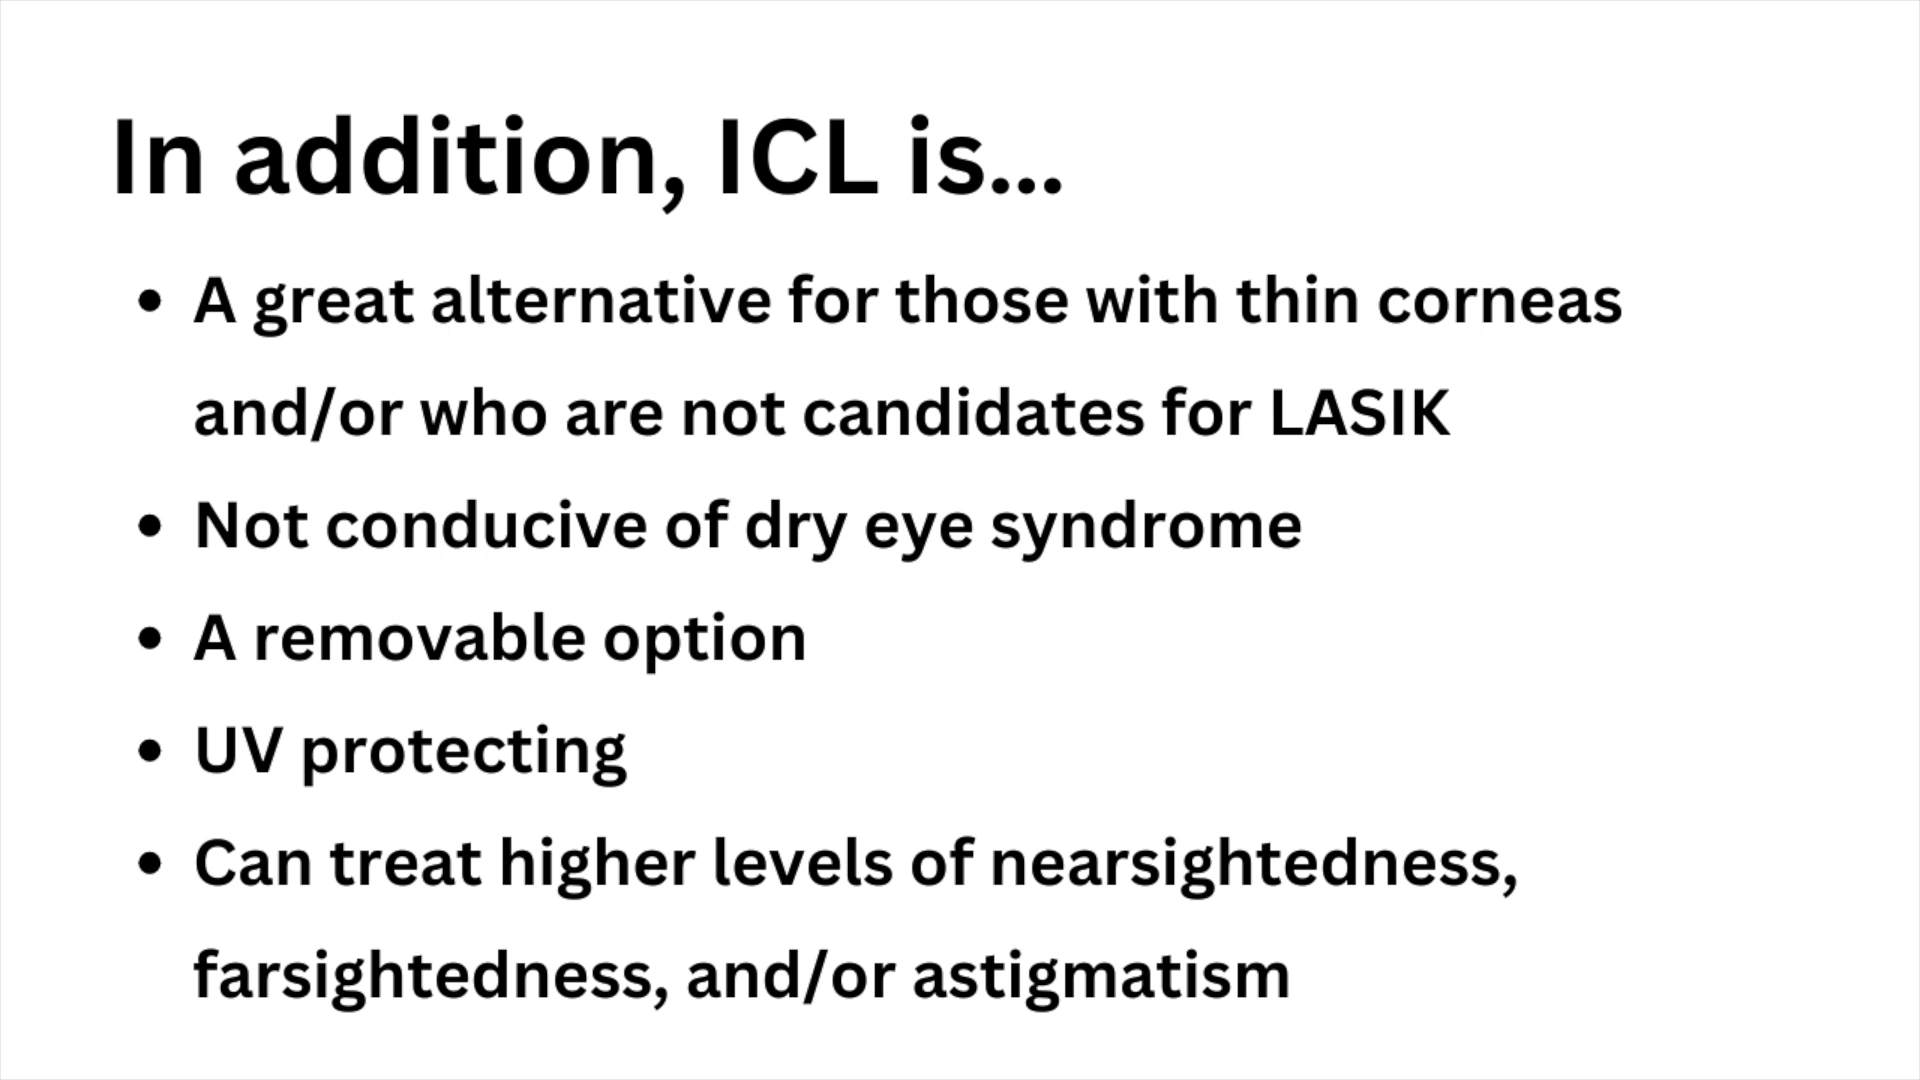 In addition, ICL is...
• A great alternative for those with thin corneas
and/or who are not candidates for LASIK
• Not conducive of dry eye syndrome
• A removable option
• UV protecting
• Can treat higher levels of nearsightedness,
farsightedness, and/or astigmatism